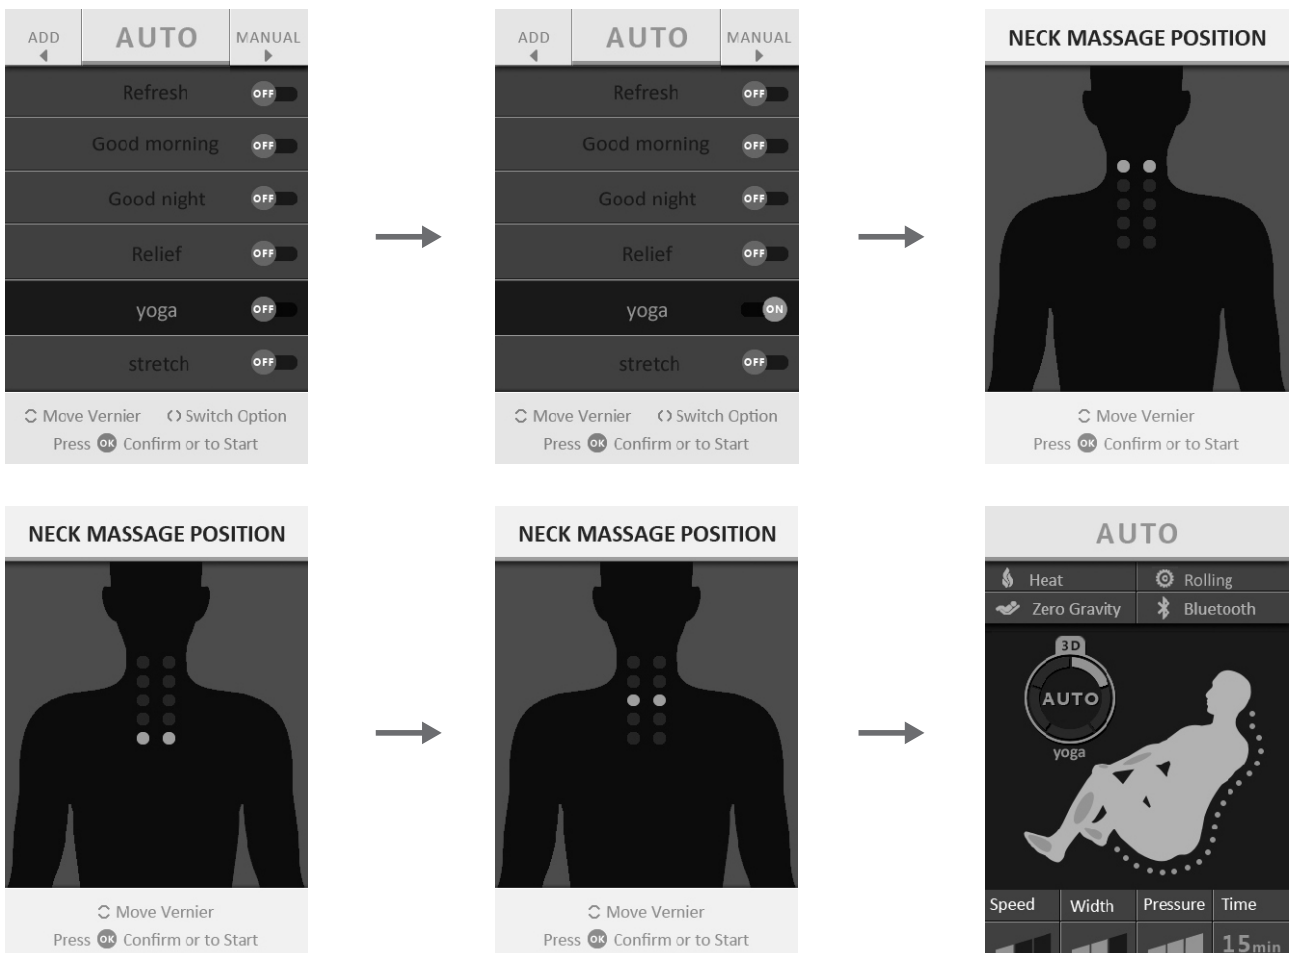 ADD AUTO MANUAL
Refresh OFF
Good morning OFF
Good night OFF
Relief OFF
yoga OFF
stretch OFF
Move Vernier Switch Option
Press OK Confirm or to Start
ADD AUTO MANUAL
Refresh OFF
Good morning OFF
Good night OFF
Relief OFF
yoga ON
stretch OFF
Move Vernier Switch Option
Press OK Confirm or to Start
NECK MASSAGE POSITION
Move Vernier
Press OK Confirm or to Start
NECK MASSAGE POSITION
Move Vernier
Press OK Confirm or to Start
NECK MASSAGE POSITION
Move Vernier
Press OK Confirm or to Start
AUTO
Heat Rolling
Zero Gravity Bluetooth
3D
AUTO
yoga
Speed Width Pressure Time
15min